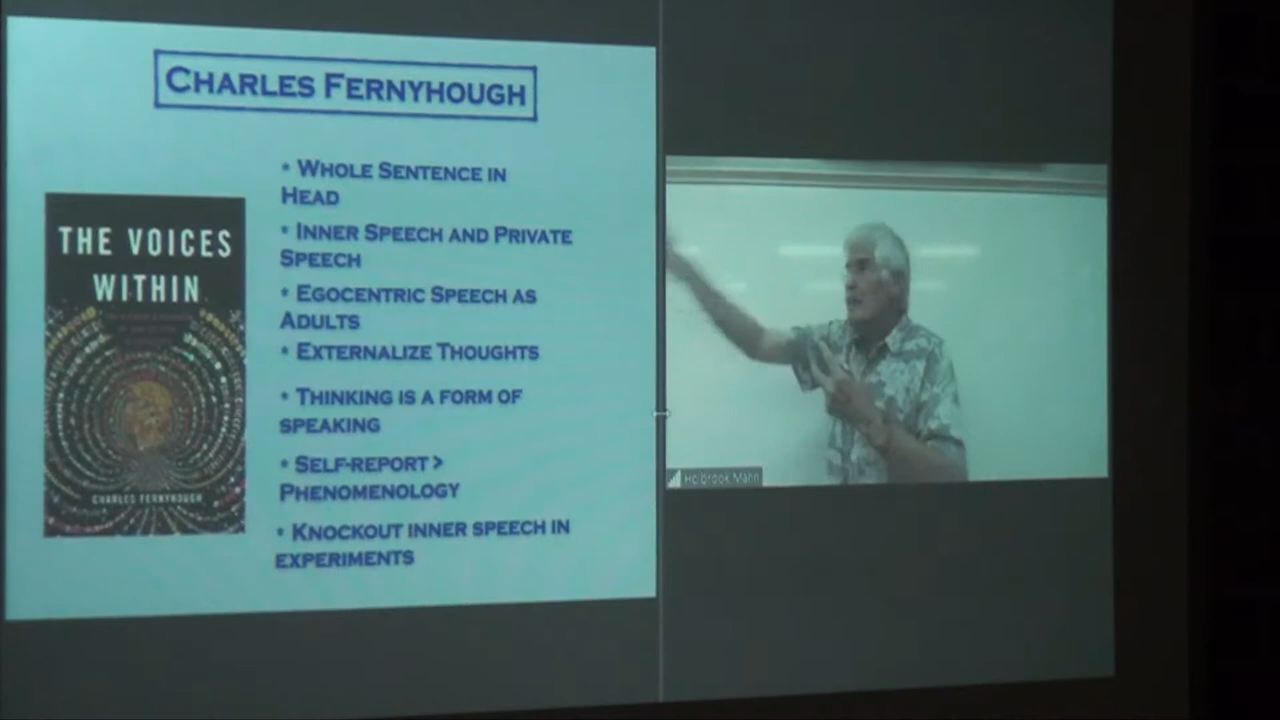 CHARLES FERNYHOUGH
* WHOLE SENTENCE IN
HEAD
* INNER SPEECH AND PRIVATE
SPEECH
* EGOCENTRIC SPEECH AS
ADULTS
* EXTERNALIZE THOUGHTS
* THINKING IS A FORM OF
SPEAKING
* SELF-REPORT >
PHENOMENOLOGY
* KNOCKOUT INNER SPEECH IN
EXPERIMENTS
THE VOICES
WITHIN
CHARLES FERNYHOUGH
Holbrook Mann